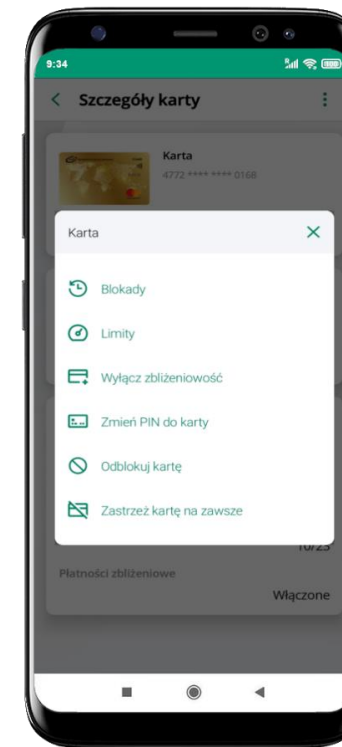 9:34
Szczegóły karty
Karta
4772 **** **** 0168
Karta
Blokady
Limity
Wyłącz zbliżeniowość
Zmień PIN do karty
Odblokuj kartę
Zastrzeż kartę na zawsze
10/25
Płatności zbliżeniowe
Włączone